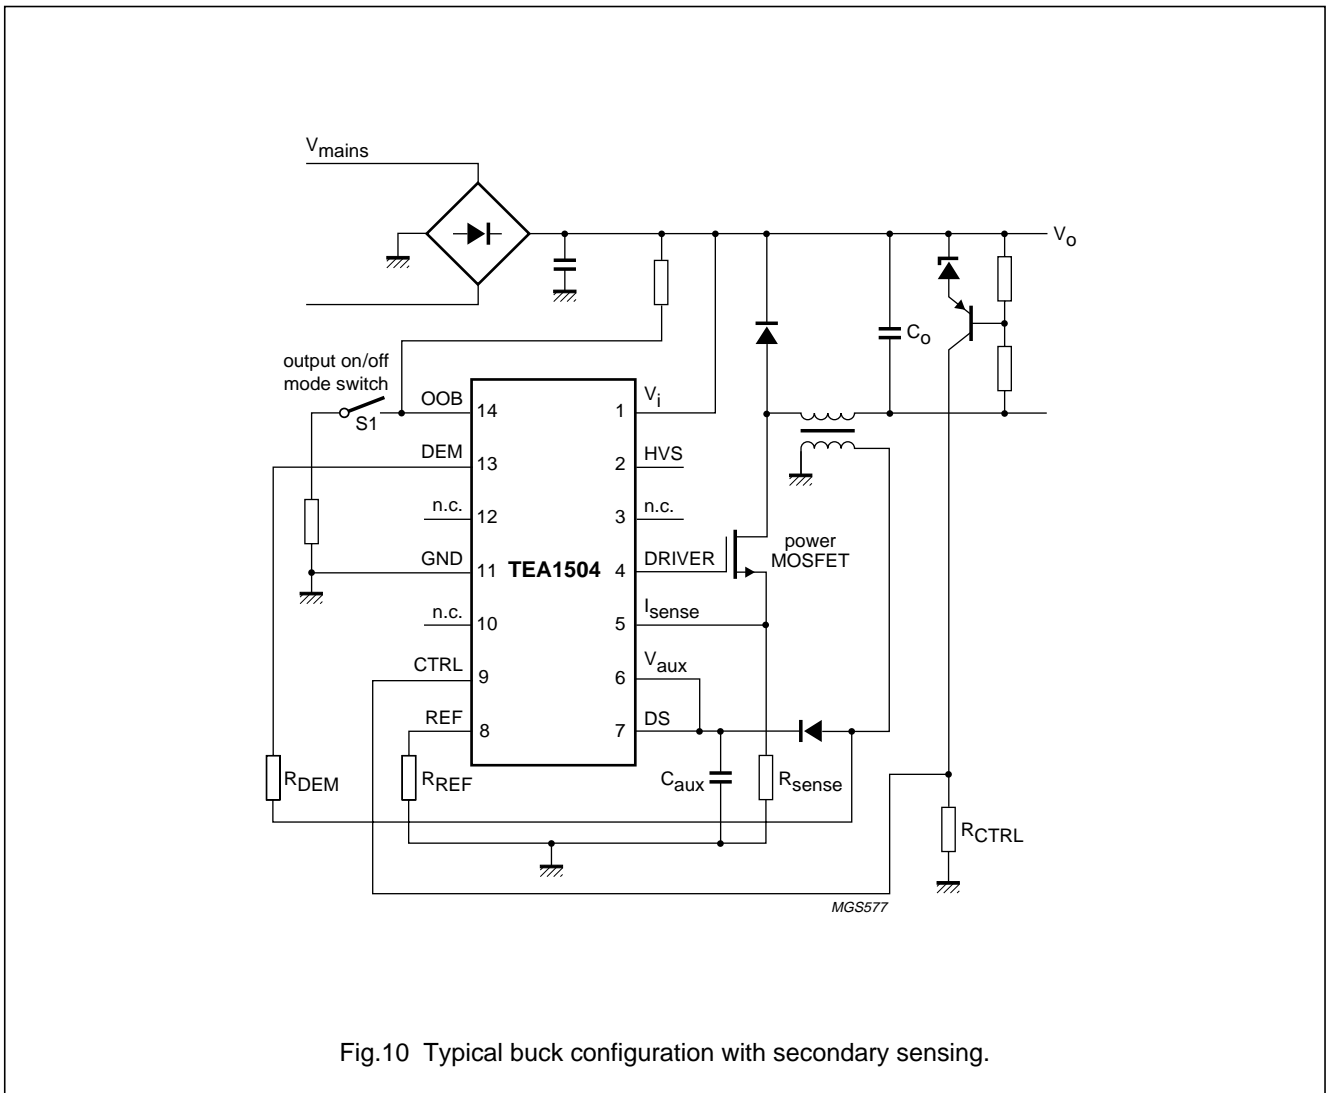 Vmains
Vo
output on/off
mode switch
S1
OOB
14
1
Vi
Co
DEM
13
2
HVS
n.c.
12
3
n.c.
GND
11
TEA1504
4
DRIVER
power
MOSFET
n.c.
10
5
Isense
CTRL
9
6
Vaux
REF
8
7
DS
RDEM
RREF
Caux
Rsense
RCTRL
MGS577
Fig.10 Typical buck configuration with secondary sensing.